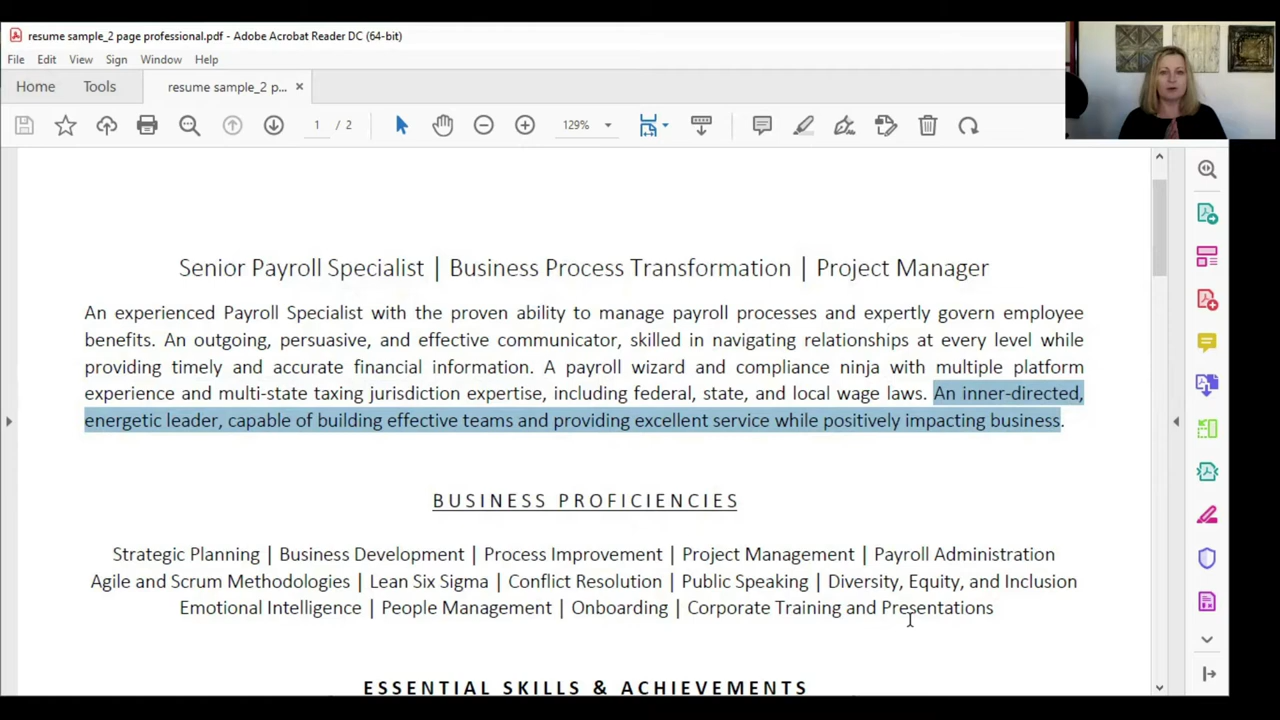 resume sample_2 page professional.pdf - Adobe Acrobat Reader DC (64-bit)
File Edit View Sign Window Help
Home Tools resume sample_2 p... ×
1 / 2 129%
Senior Payroll Specialist | Business Process Transformation | Project Manager
An experienced Payroll Specialist with the proven ability to manage payroll processes and expertly govern employee
benefits. An outgoing, persuasive, and effective communicator, skilled in navigating relationships at every level while
providing timely and accurate financial information. A payroll wizard and compliance ninja with multiple platform
experience and multi-state taxing jurisdiction expertise, including federal, state, and local wage laws. An inner-directed,
energetic leader, capable of building effective teams and providing excellent service while positively impacting business.
BUSINESS PROFICIENCIES
Strategic Planning | Business Development | Process Improvement | Project Management | Payroll Administration
Agile and Scrum Methodologies | Lean Six Sigma | Conflict Resolution | Public Speaking | Diversity, Equity, and Inclusion
Emotional Intelligence | People Management | Onboarding | Corporate Training and Presentations
ESSENTIAL SKILLS & ACHIEVEMENTS